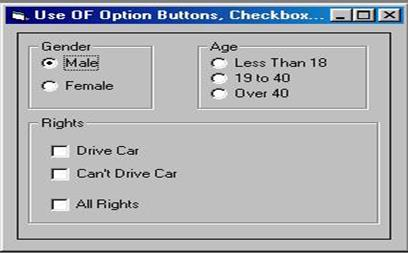 Use OF Option Buttons, Checkbox...
Gender
Male
Female
Age
Less Than 18
19 to 40
Over 40
Rights
Drive Car
Can't Drive Car
All Rights